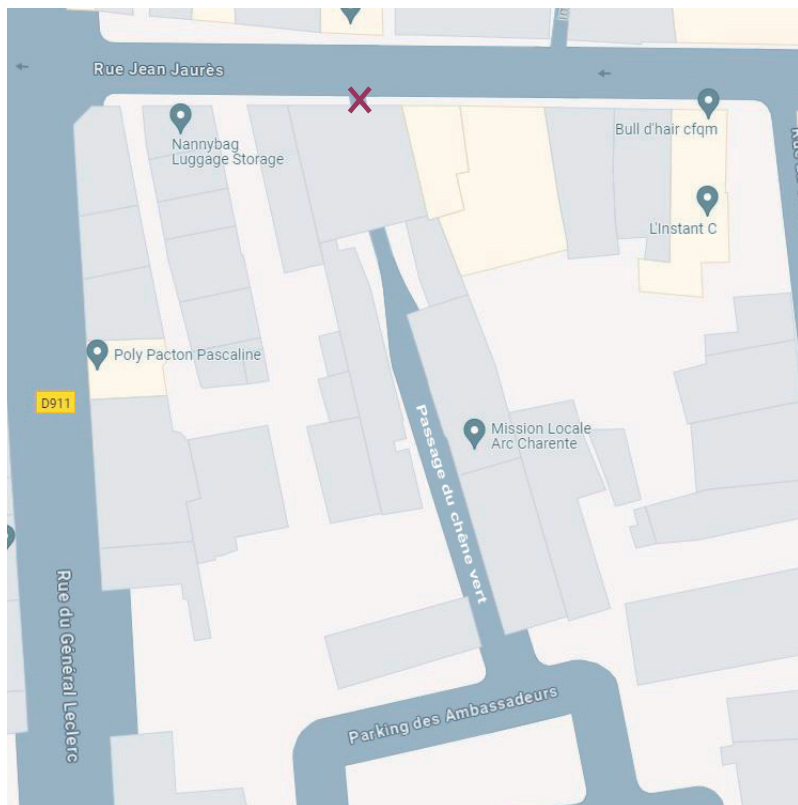 Rue Jean Jaurès
Nannybag
Luggage Storage
Bull d'hair cfqm
L'Instant C
Poly Pacton Pascaline
D911
Mission Locale
Arc Charente
Passage du chêne vert
Rue du Général Leclerc
Parking des Ambassadeurs